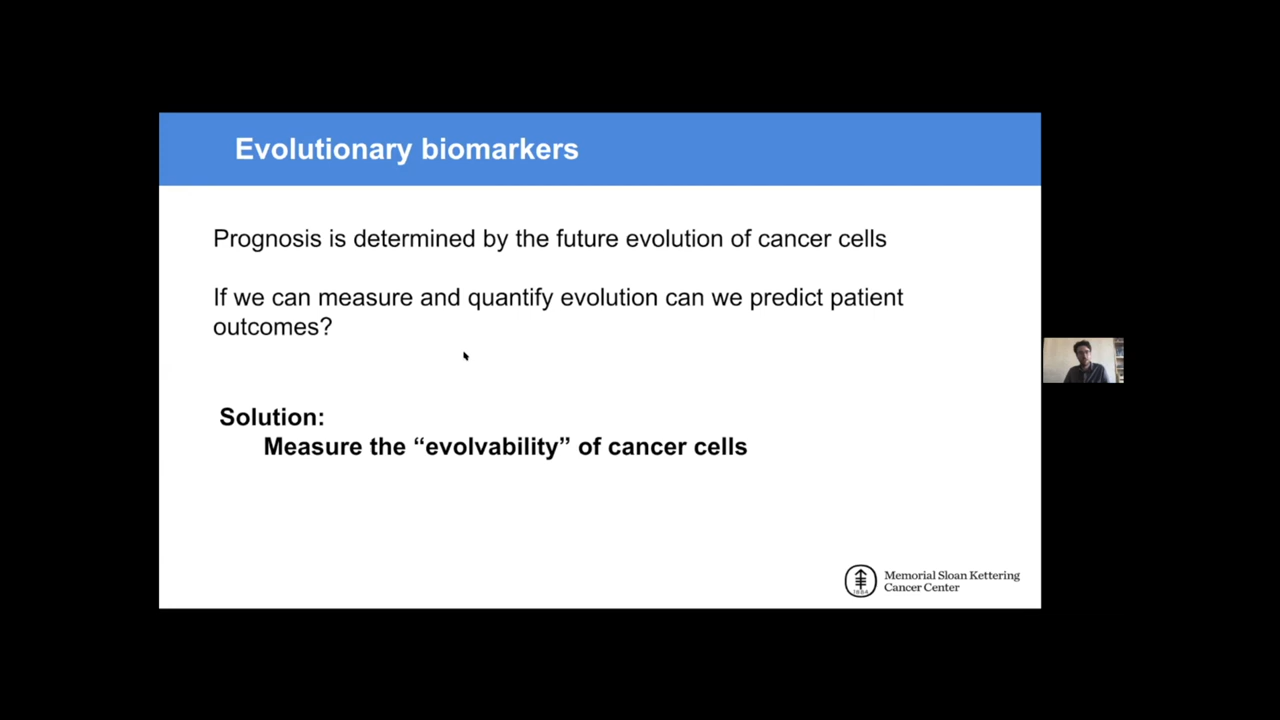 Evolutionary biomarkers
Prognosis is determined by the future evolution of cancer cells
If we can measure and quantify evolution can we predict patient
outcomes?
Solution:
Measure the “evolvability” of cancer cells
1884
Memorial Sloan Kettering
Cancer Center